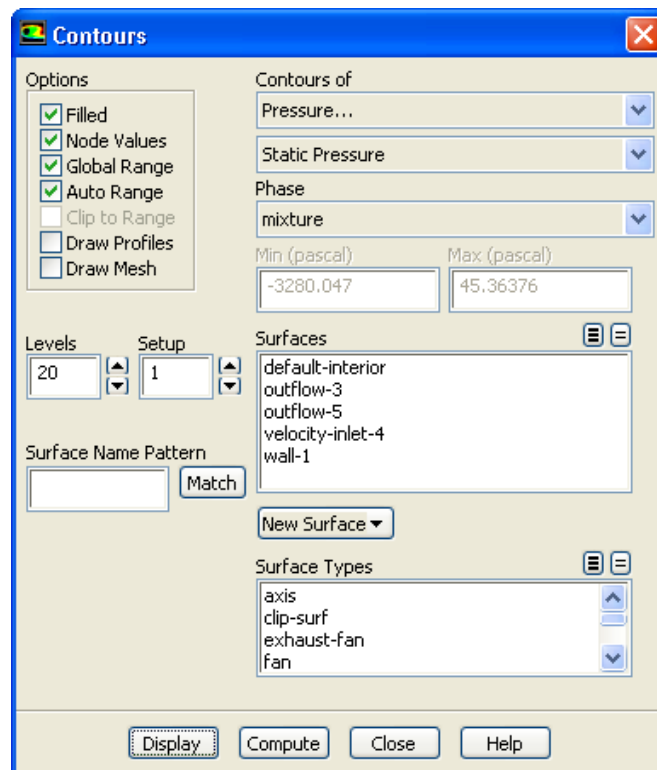 Contours
Options
Filled
Node Values
Global Range
Auto Range
Clip to Range
Draw Profiles
Draw Mesh
Levels
20
Setup
1
Surface Name Pattern
Match
Contours of
Pressure...
Static Pressure
Phase
mixture
Min (pascal)
Max (pascal)
-3280.047
45.36376
Surfaces
default-interior
outflow-3
outflow-5
velocity-inlet-4
wall-1
New Surface
Surface Types
axis
clip-surf
exhaust-fan
fan
Display
Compute
Close
Help